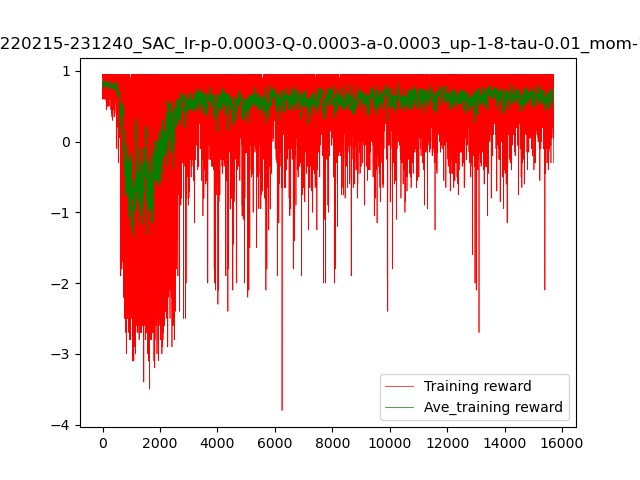 220215-231240_SAC_lr-p-0.0003-Q-0.0003-a-0.0003_up-1-8-tau-0.01_mom-
1
0
−1
−2
−3
−4
0 2000 4000 6000 8000 10000 12000 14000 16000
Training reward
Ave_training reward